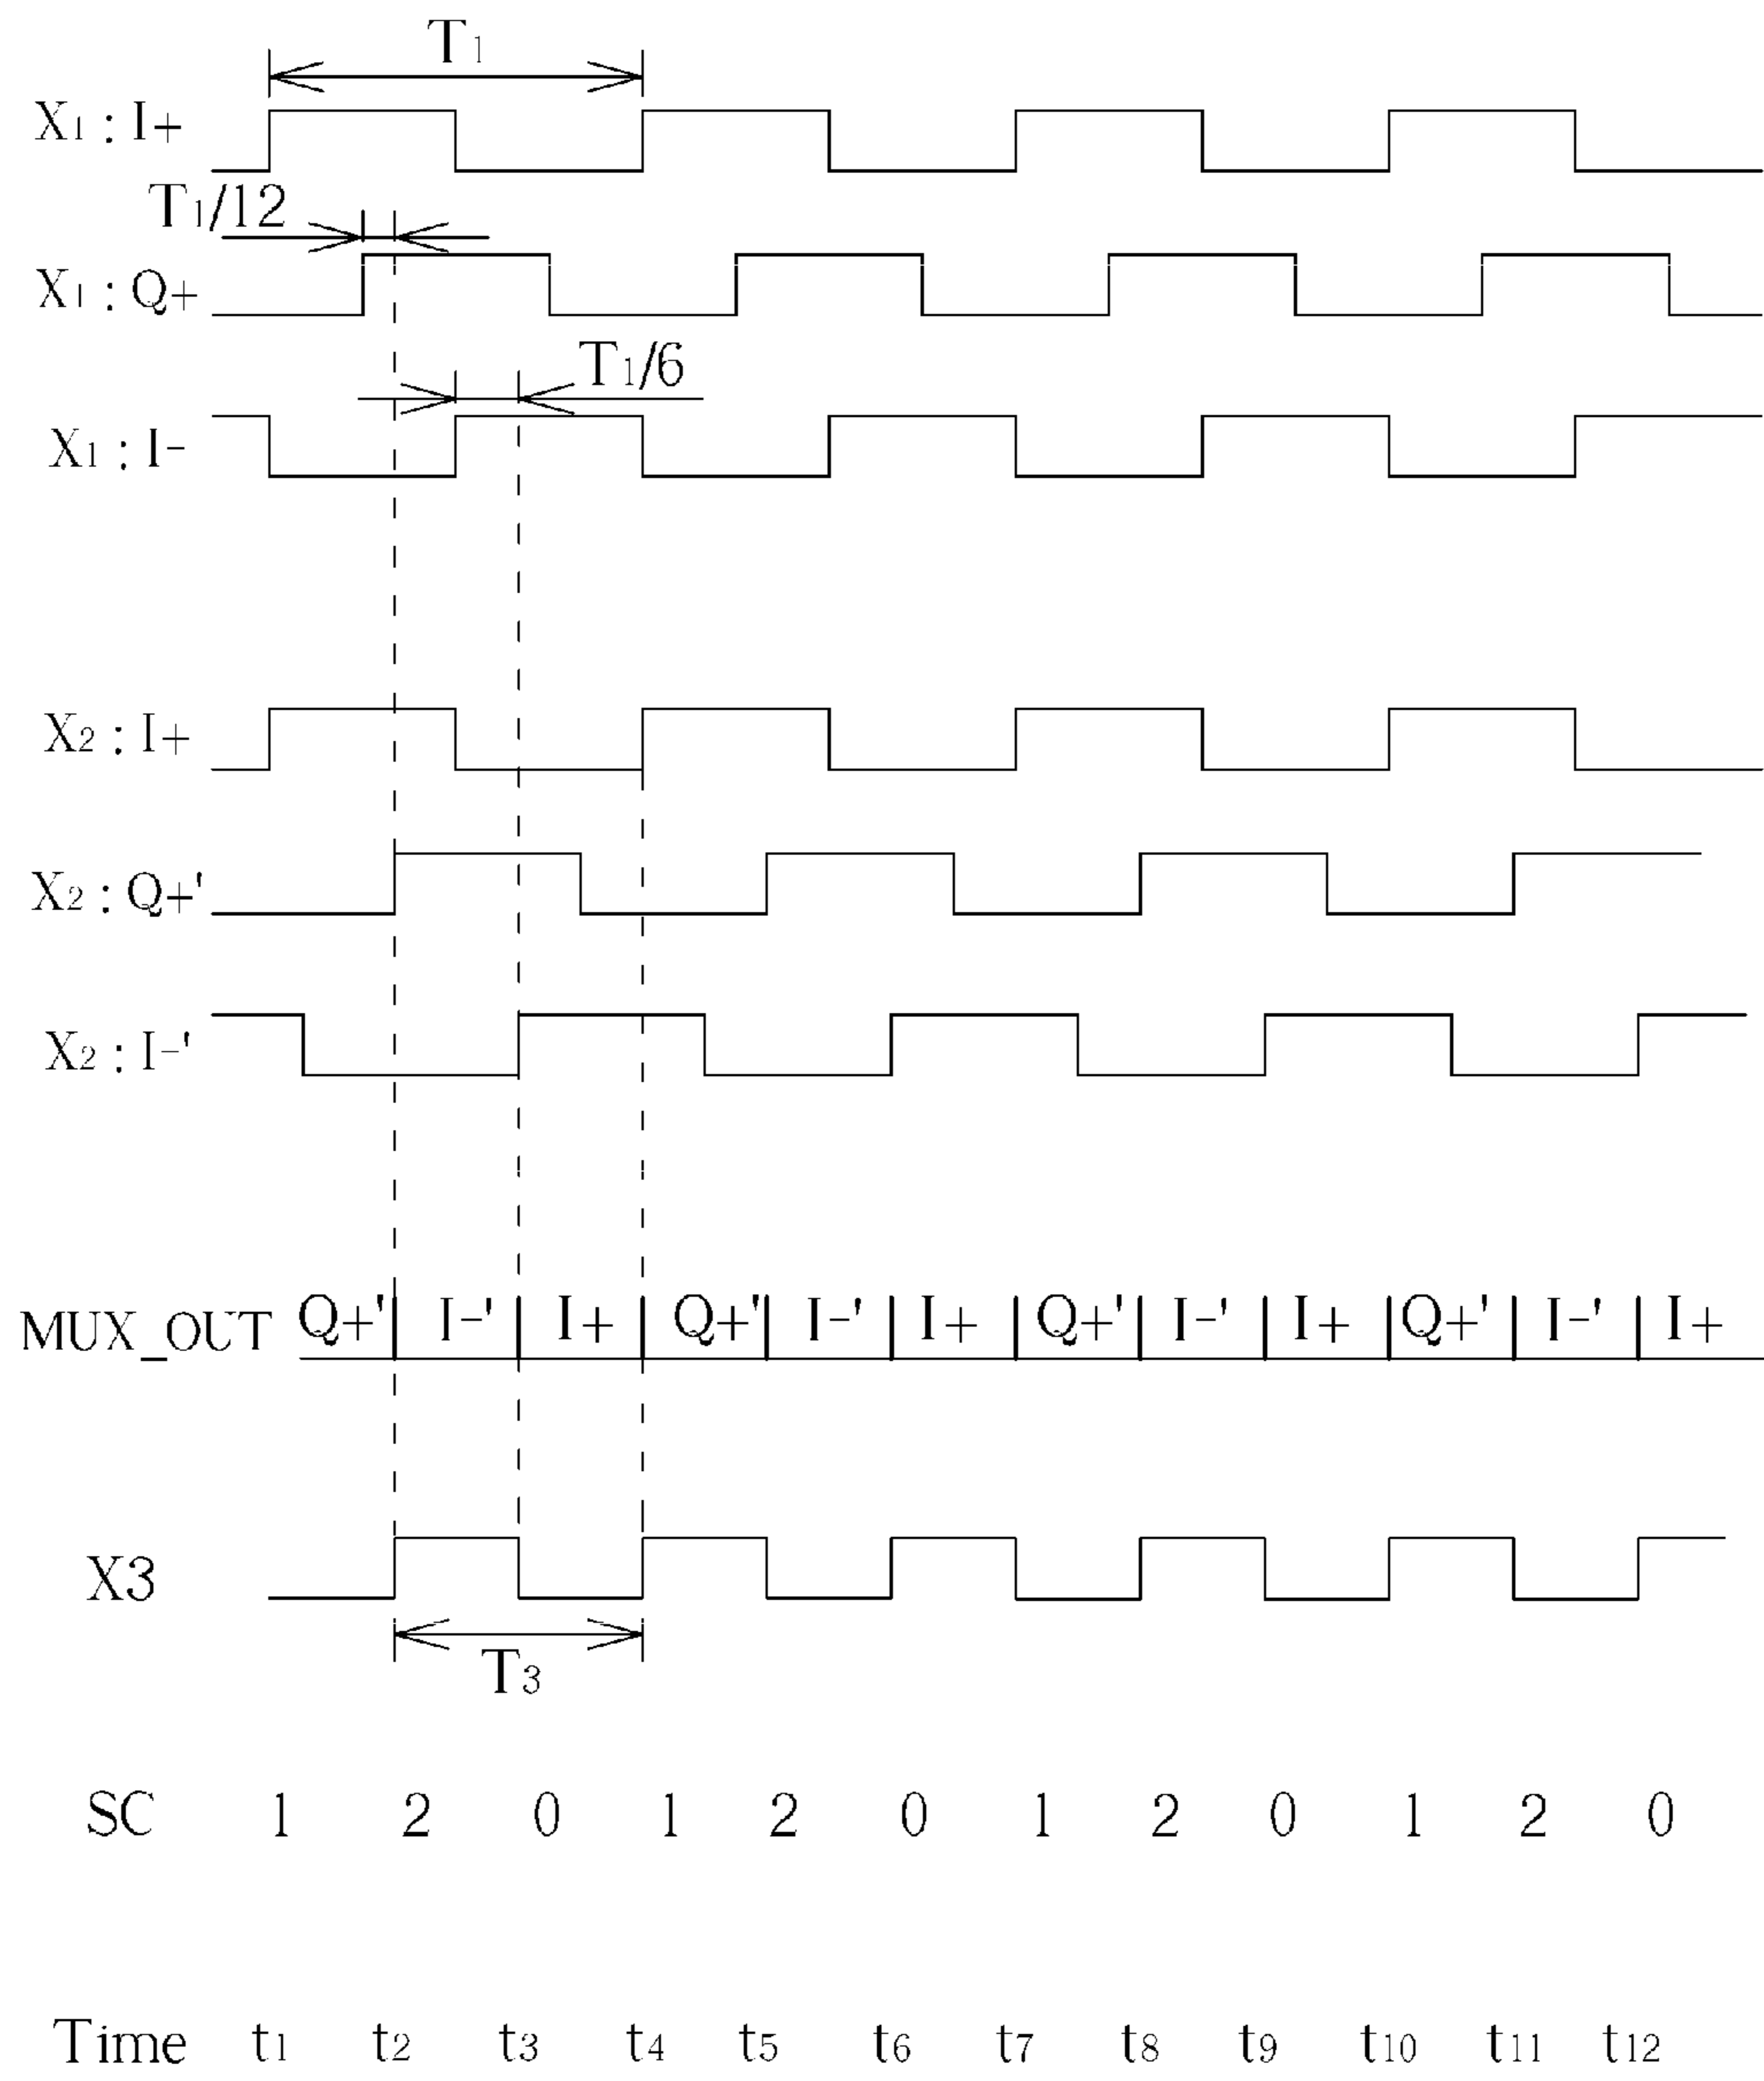 T1
X1 : I+
T1/12
X1 : Q+
T1/6
X1 : I-
X2 : I+
X2 : Q+'
X2 : I-'
MUX_OUT Q+' I-' I+ Q+' I-' I+ Q+' I-' I+ Q+' I-' I+
X3
T3
SC 1 2 0 1 2 0 1 2 0 1 2 0
Time t1 t2 t3 t4 t5 t6 t7 t8 t9 t10 t11 t12